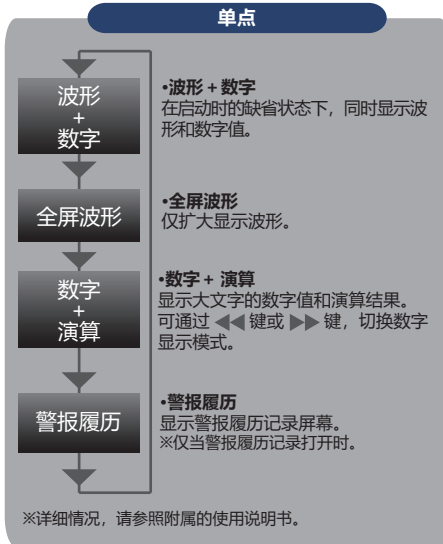 单点
波形
+
数字
•波形 + 数字
在启动时的缺省状态下，同时显示波
形和数字值。
全屏波形
•全屏波形
仅扩大显示波形。
数字
+
演算
•数字 + 演算
显示大文字的数字值和演算结果。
可通过 ◀◀ 键或 ▶▶ 键，切换数字
显示模式。
警报履历
•警报履历
显示警报履历记录屏幕。
※仅当警报履历记录打开时。
※详细情况，请参照附属的使用说明书。